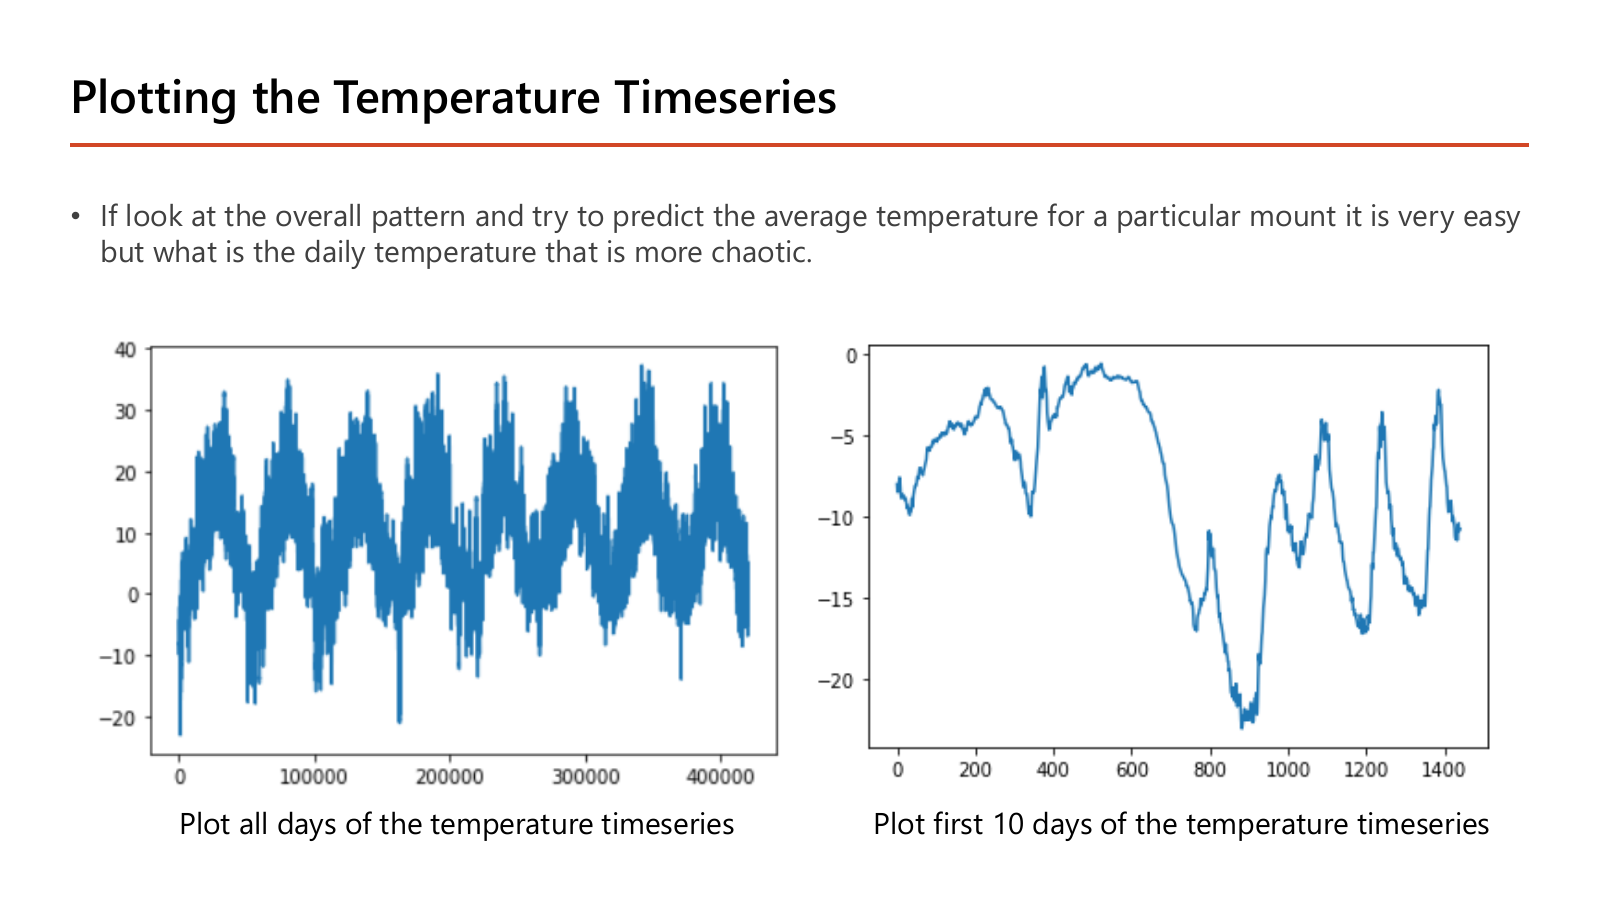 Plotting the Temperature Timeseries
• If look at the overall pattern and try to predict the average temperature for a particular mount it is very easy
but what is the daily temperature that is more chaotic.
40
30
20
10
0
−10
−20
0 100000 200000 300000 400000
Plot all days of the temperature timeseries
0
−5
−10
−15
−20
0 200 400 600 800 1000 1200 1400
Plot first 10 days of the temperature timeseries